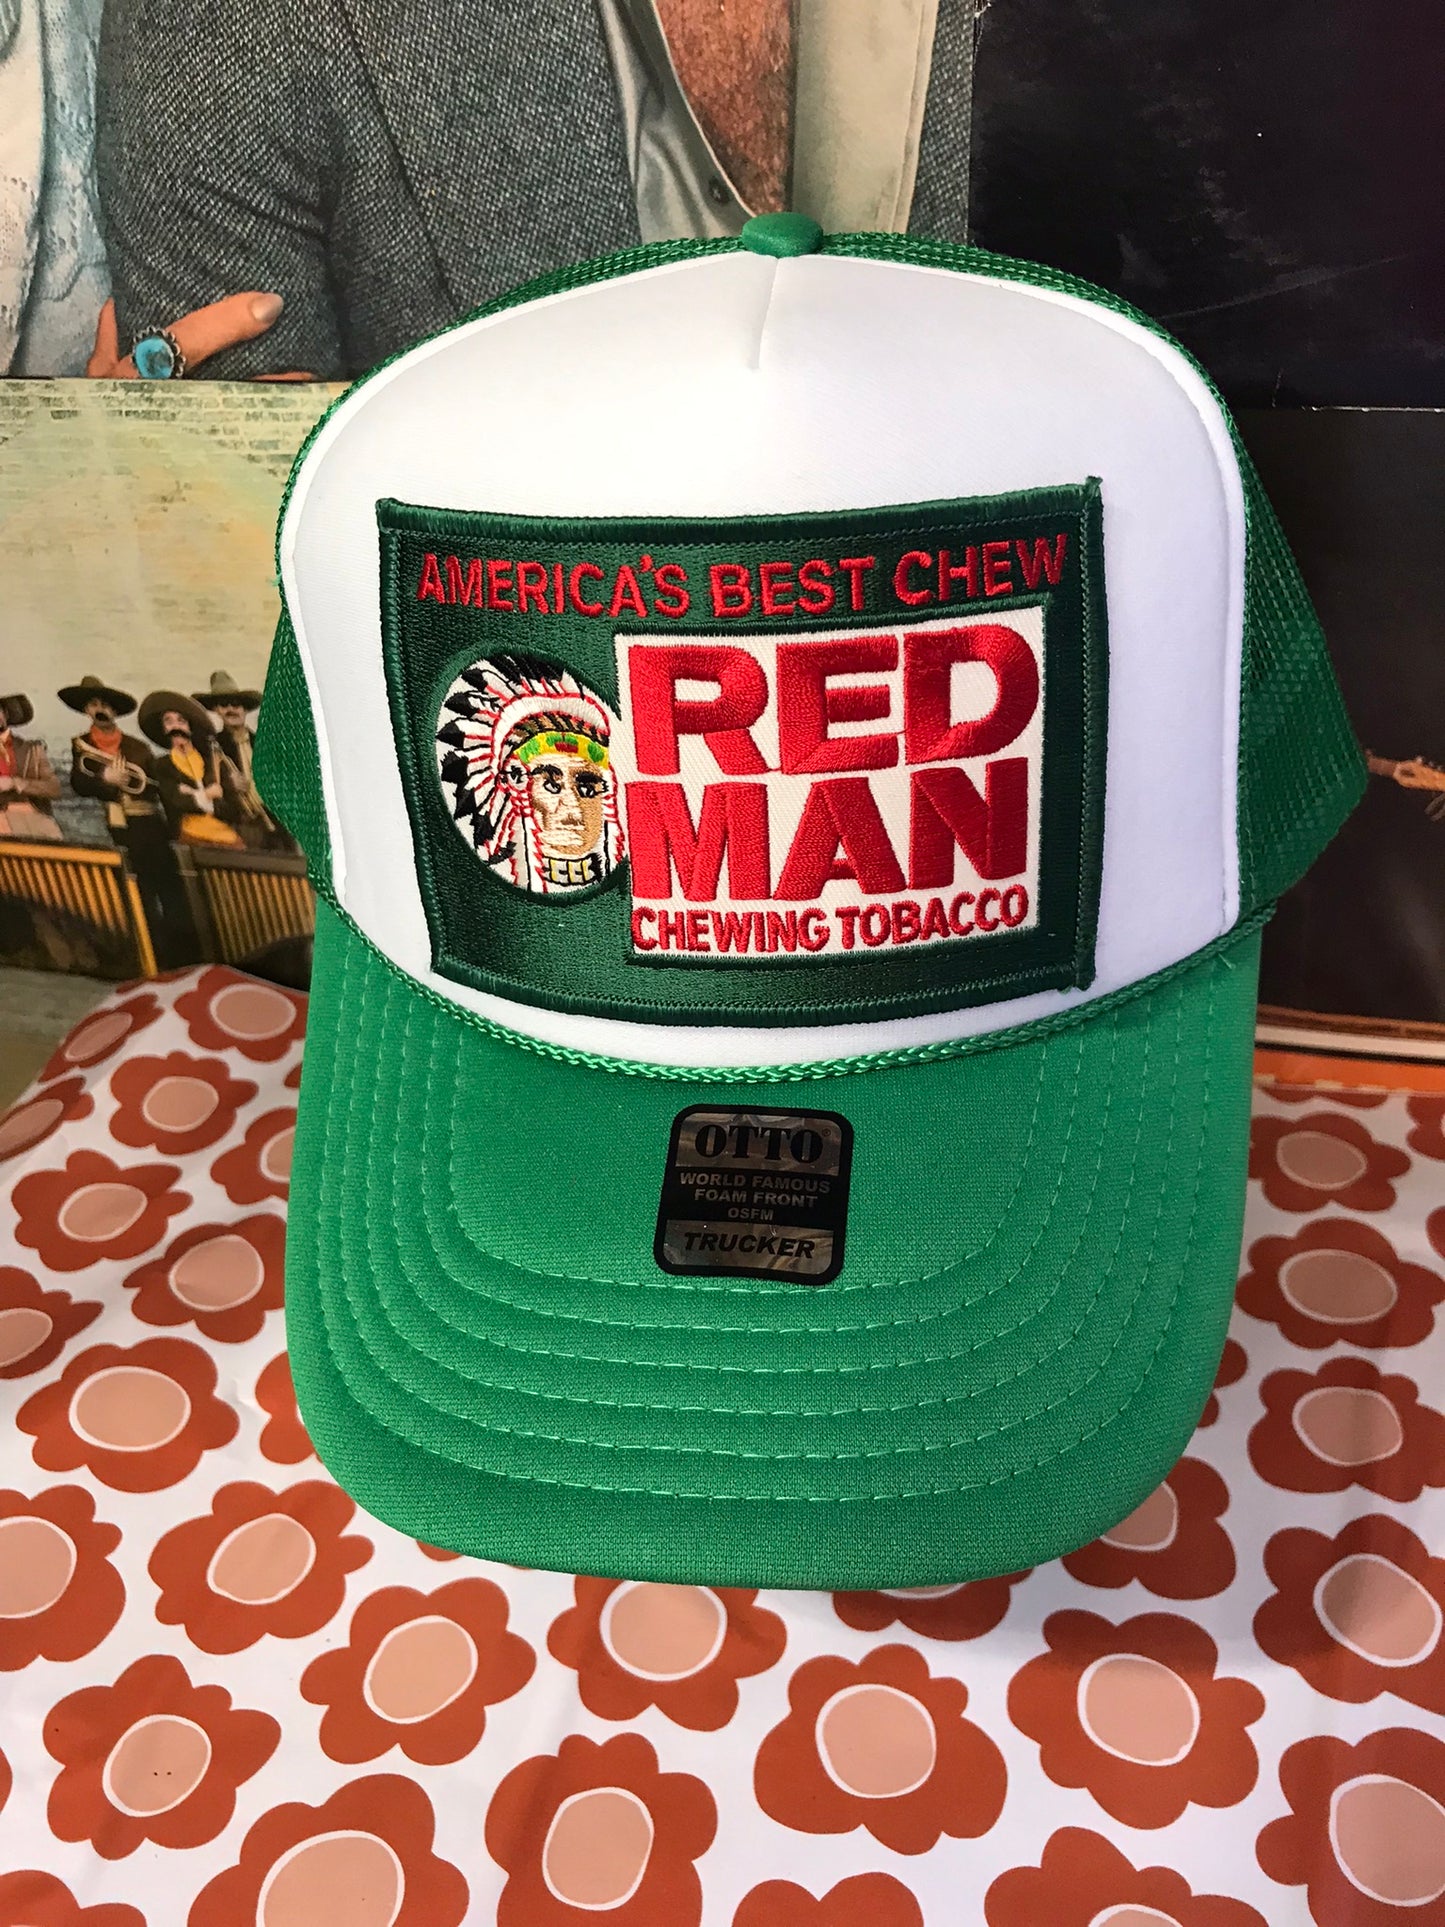 AMERICA'S BEST CHEW
RED
MAN
CHEWING TOBACCO
OTTO
WORLD FAMOUS
FOAM FRONT
OSFM
TRUCKER